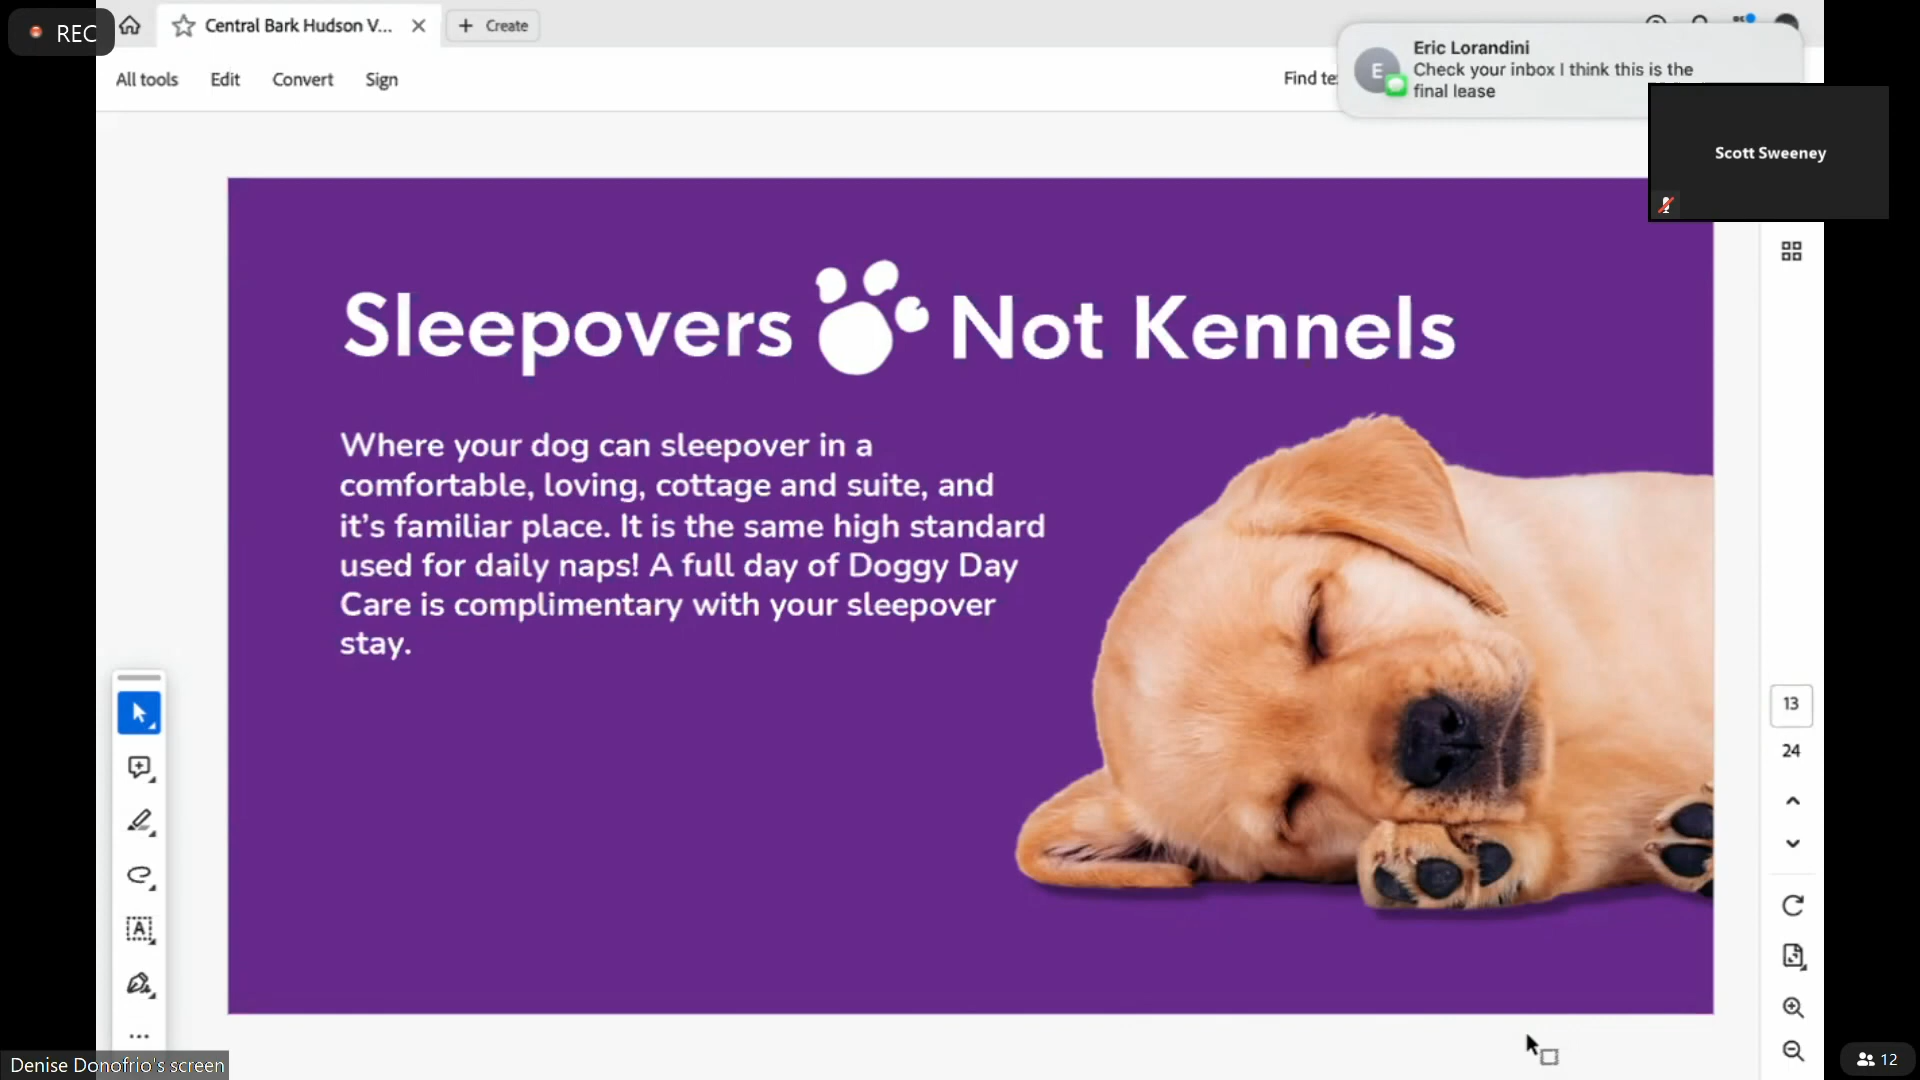 REC
Central Bark Hudson V...
Create
Eric Lorandini
Check your inbox I think this is the
final lease
All tools
Edit
Convert
Sign
Find te
Scott Sweeney
Sleepovers Not Kennels
Where your dog can sleepover in a
comfortable, loving, cottage and suite, and
it's familiar place. It is the same high standard
used for daily naps! A full day of Doggy Day
Care is complimentary with your sleepover
stay.
13
24
Denise Donofrio's screen
12